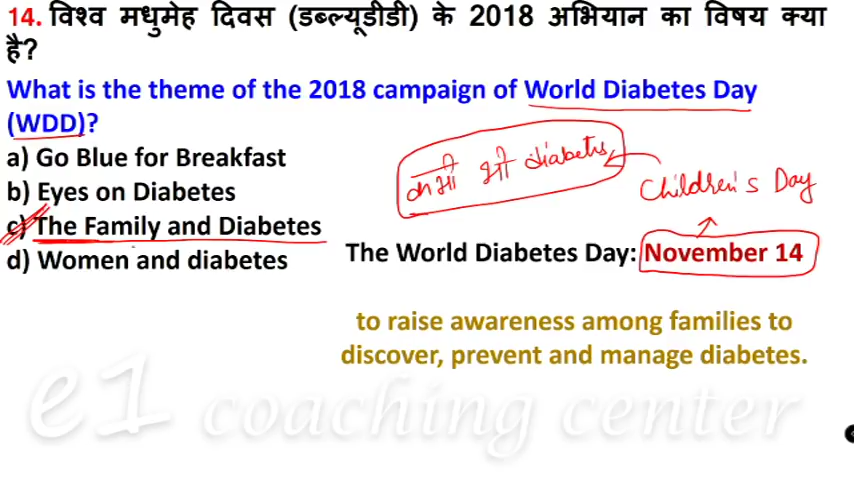 14. विश्व मधुमेह दिवस (डब्ल्यूडीडी) के 2018 अभियान का विषय क्या
है?
What is the theme of the 2018 campaign of World Diabetes Day
(WDD)?
a) Go Blue for Breakfast
b) Eyes on Diabetes
c) The Family and Diabetes
d) Women and diabetes
भी diabetes
Children's Day
The World Diabetes Day: November 14
to raise awareness among families to
discover, prevent and manage diabetes.
e1 coaching center